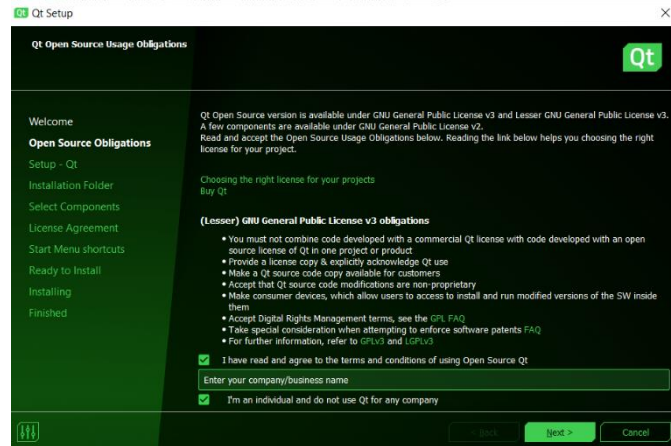 Qt Qt Setup
Qt Open Source Usage Obligations
Qt
Welcome
Open Source Obligations
Setup - Qt
Installation Folder
Select Components
License Agreement
Start Menu shortcuts
Ready to Install
Installing
Finished
Qt Open Source version is available under GNU General Public License v3 and Lesser GNU General Public License v3.
A few components are available under GNU General Public License v2.
Read and accept the Open Source Usage Obligations below. Reading the link below helps you choosing the right
license for your project.
Choosing the right license for your projects
Buy Qt
(Lesser) GNU General Public License v3 obligations
• You must not combine code developed with a commercial Qt license with code developed with an open
source license of Qt in one project or product
• Provide a license copy & explicitly acknowledge Qt use
• Make a Qt source code copy available for customers
• Accept that Qt source code modifications are non-proprietary
• Make consumer devices, which allow users to access to install and run modified versions of the SW inside
them
• Accept Digital Rights Management terms, see the GPL FAQ
• Take special consideration when attempting to enforce software patents FAQ
• For further information, refer to GPLv3 and LGPLv3
I have read and agree to the terms and conditions of using Open Source Qt
Enter your company/business name
I'm an individual and do not use Qt for any company
< Back
Next >
Cancel